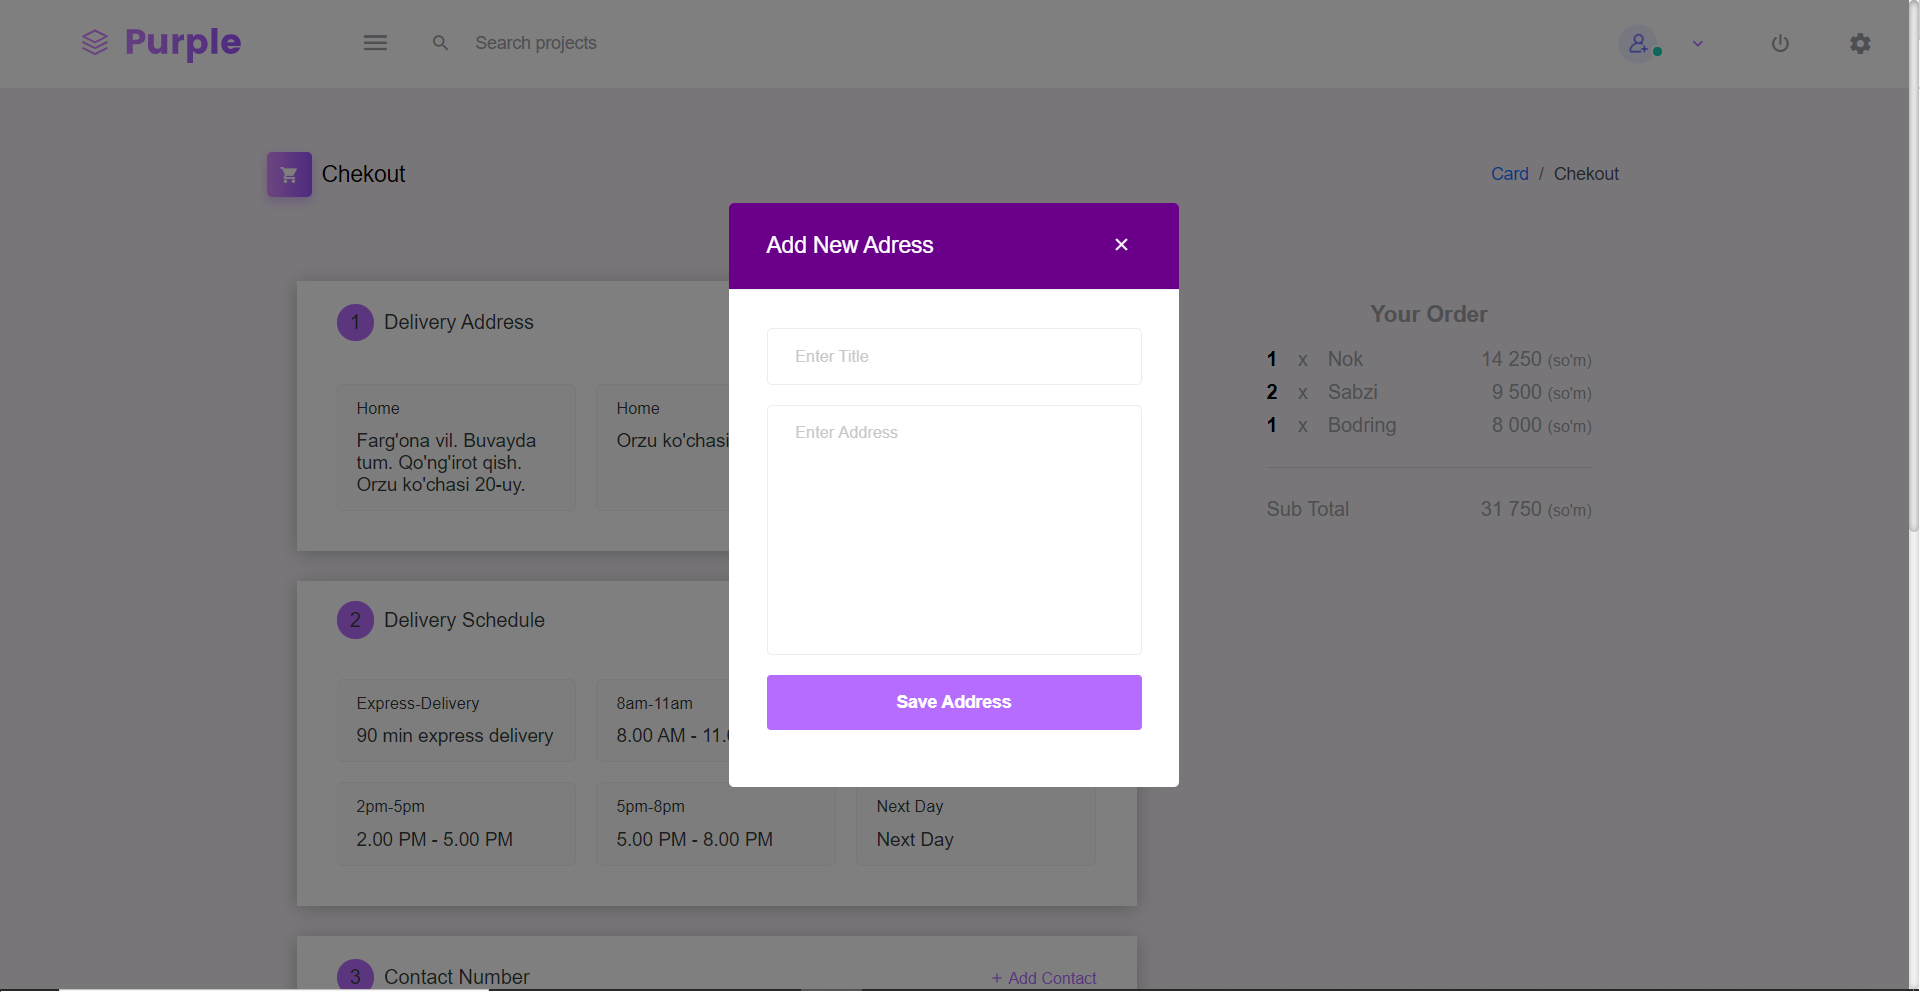 Purple
Search projects
Chekout
Card / Chekout
Add New Adress
Enter Title
Enter Address
Save Address
1 Delivery Address
Home
Farg'ona vil. Buvayda
tum. Qo'ng'irot qish.
Orzu ko'chasi 20-uy.
Home
Orzu ko'chasi
2 Delivery Schedule
Express-Delivery
90 min express delivery
8am-11am
8.00 AM - 11.
2pm-5pm
2.00 PM - 5.00 PM
5pm-8pm
5.00 PM - 8.00 PM
Next Day
Next Day
3 Contact Number
+ Add Contact
Your Order
1 x Nok 14 250 (so'm)
2 x Sabzi 9 500 (so'm)
1 x Bodring 8 000 (so'm)
Sub Total 31 750 (so'm)